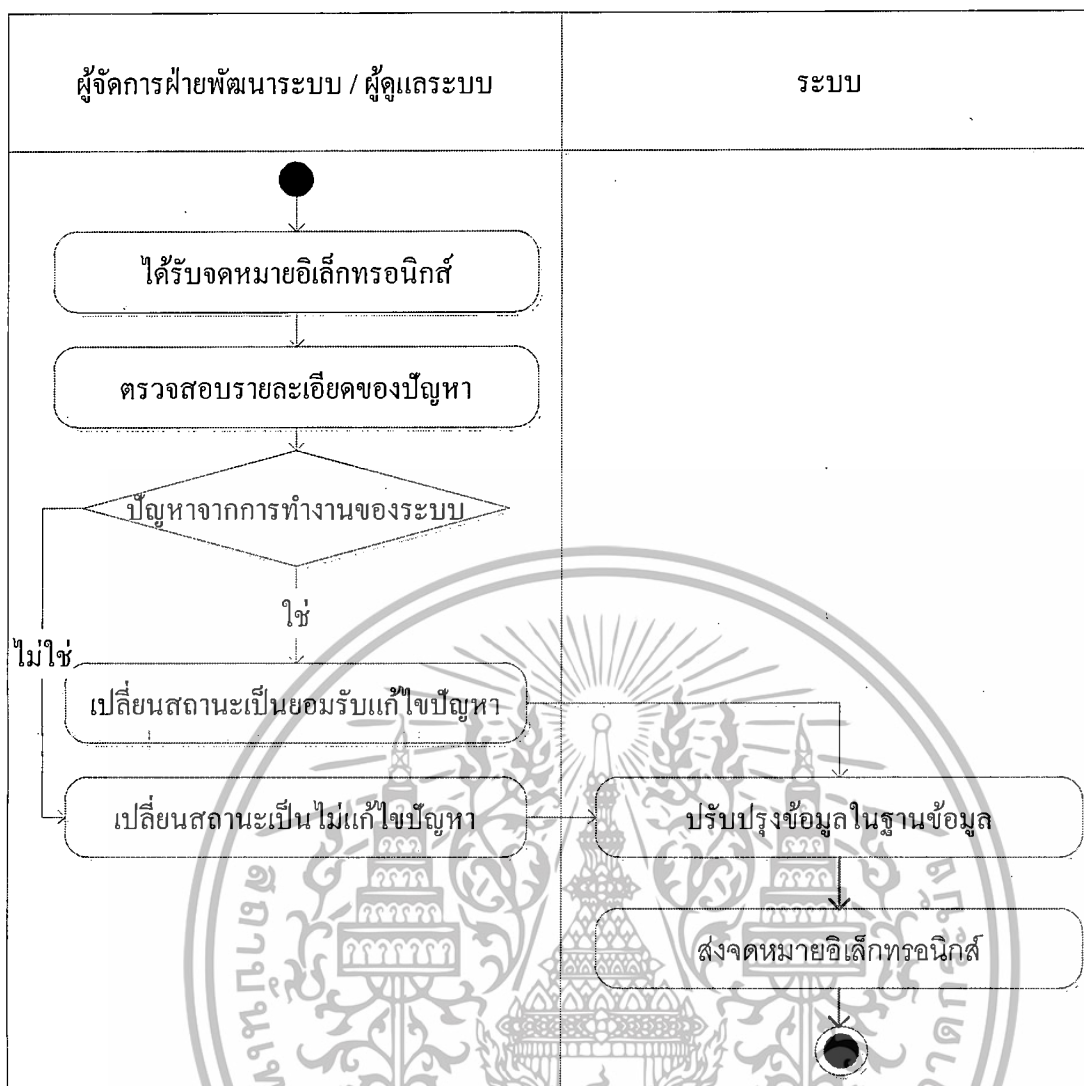 ผู้จัดการฝ่ายพัฒนาระบบ / ผู้ดูแลระบบ
ระบบ
ได้รับจดหมายอิเล็กทรอนิกส์
ตรวจสอบรายละเอียดของปัญหา
ปัญหาจากการทำงานของระบบ
ใช่
ไม่ใช่
เปลี่ยนสถานะเป็นยอมรับแก้ไขปัญหา
เปลี่ยนสถานะเป็นไม่แก้ไขปัญหา
ปรับปรุงข้อมูลในฐานข้อมูล
ส่งจดหมายอิเล็กทรอนิกส์